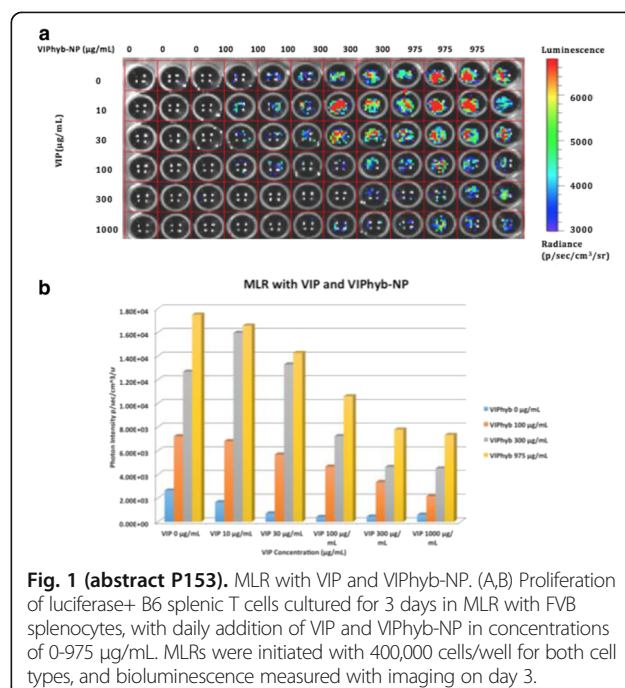 a
VIPhyb-NP (µg/mL) 0 0 0 100 100 100 300 300 300 975 975 975
Luminescence
VIP(µg/mL)
0
10
30
100
300
1000
6000
5000
4000
3000
Radiance
(p/sec/cm³/sr)
b
MLR with VIP and VIPhyb-NP
Photon Intensity p/sec/cm^3/sr
1.80E+04
1.60E+04
1.40E+04
1.20E+04
1.00E+04
8.00E+03
6.00E+03
4.00E+03
2.00E+03
0.00E+00
VIP 0 µg/mL VIP 10 µg/mL VIP 30 µg/mL VIP 100 µg/ VIP 300 µg/ VIP 1000 µg/
mL mL mL
VIP Concentration (µg/mL)
VIPhyb 0 µg/mL
VIPhyb 100 µg/mL
VIPhyb 300 µg/mL
VIPhyb 975 µg/mL
Fig. 1 (abstract P153). MLR with VIP and VIPhyb-NP. (A,B) Proliferation
of luciferase+ B6 splenic T cells cultured for 3 days in MLR with FVB
splenocytes, with daily addition of VIP and VIPhyb-NP in concentrations
of 0-975 µg/mL. MLRs were initiated with 400,000 cells/well for both cell
types, and bioluminescence measured with imaging on day 3.